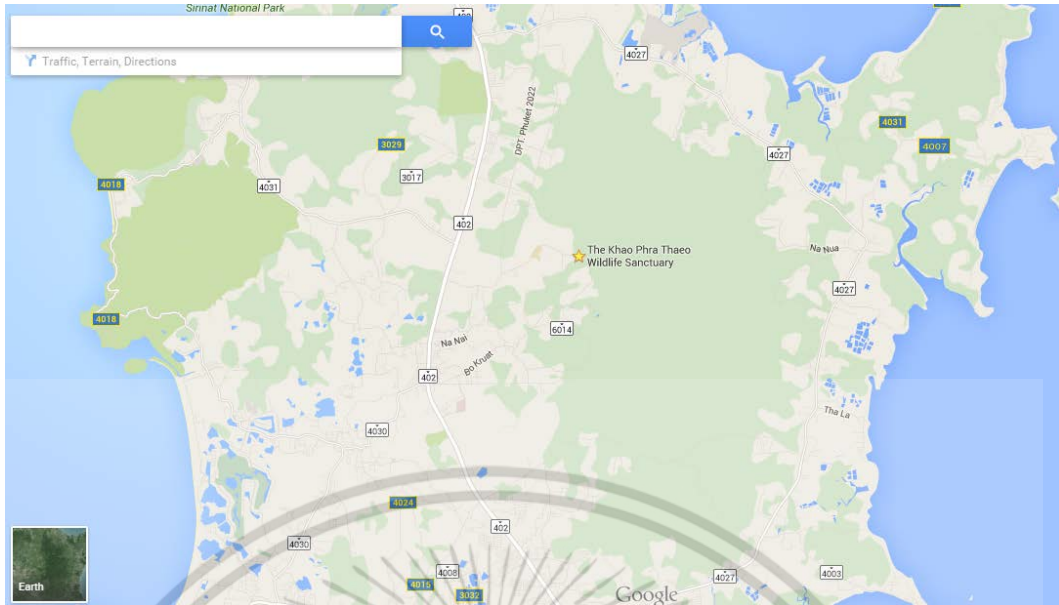 Sirinat National Park
Traffic, Terrain, Directions
402
4027
DPT. Phuket 2022
4031
4007
3029
4027
3017
4018
4031
402
The Khao Phra Thaeo
Wildlife Sanctuary
Na Nua
4027
4018
6014
Na Nai
Bo Kruat
402
Tha La
4030
4024
402
4030
4008
4027
4003
4015
3032
Earth
Google